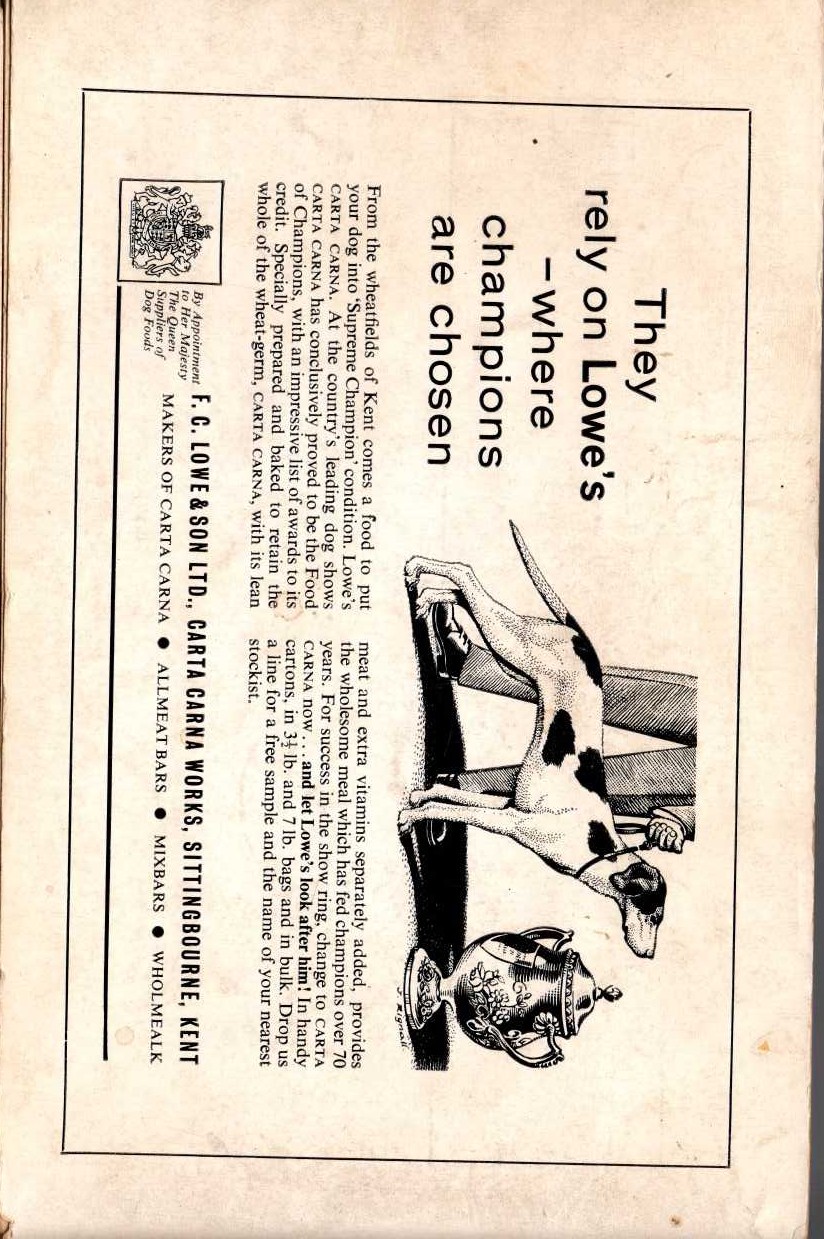 They
rely on Lowe's
–where
champions
are chosen
J. Rignall
From the wheatfields of Kent comes a food to put
your dog into 'Supreme Champion' condition. Lowe's
CARTA CARNA. At the country's leading dog shows
CARTA CARNA has conclusively proved to be the Food
of Champions, with an impressive list of awards to its
credit. Specially prepared and baked to retain the
whole of the wheat-germ, CARTA CARNA, with its lean
meat and extra vitamins separately added, provides
the wholesome meal which has fed champions over 70
years. For success in the show ring, change to CARTA
CARNA now . . . and let Lowe's look after him! In handy
cartons, in 3½ lb. and 7 lb. bags and in bulk. Drop us
a line for a free sample and the name of your nearest
stockist.
By Appointment
to Her Majesty
The Queen
Suppliers of
Dog Foods
F. C. LOWE & SON LTD., CARTA CARNA WORKS, SITTINGBOURNE, KENT
MAKERS OF CARTA CARNA ● ALLMEAT BARS ● MIXBARS ● WHOLMEALK